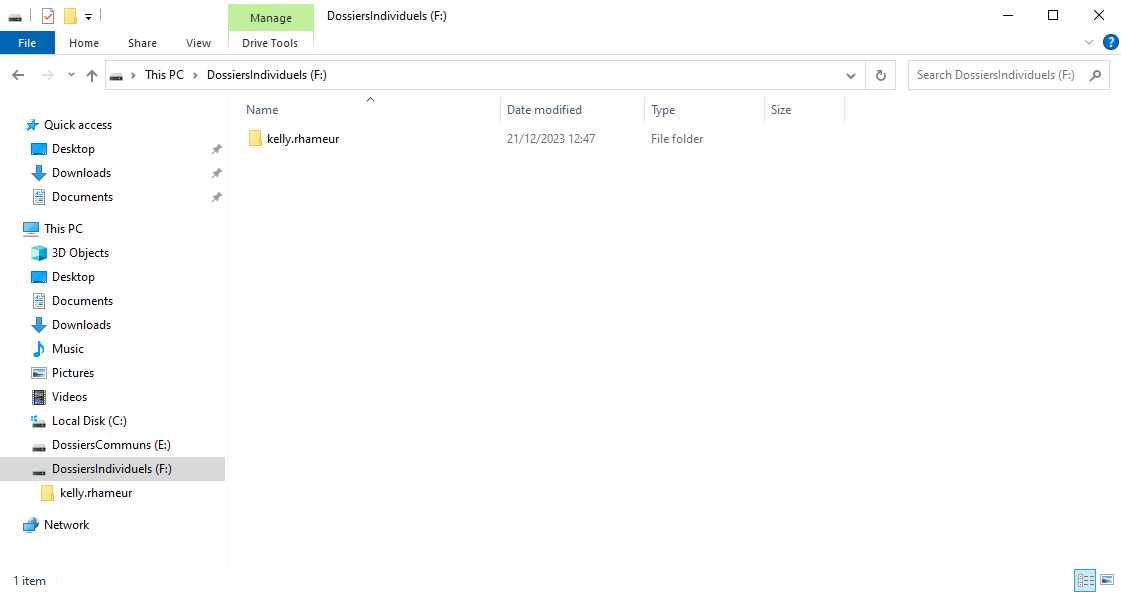 Manage
DossiersIndividuels (F:)
File
Home
Share
View
Drive Tools
This PC
DossiersIndividuels (F:)
Search DossiersIndividuels (F:)
Name
Date modified
Type
Size
kelly.rhameur
21/12/2023 12:47
File folder
Quick access
Desktop
Downloads
Documents
This PC
3D Objects
Desktop
Documents
Downloads
Music
Pictures
Videos
Local Disk (C:)
DossiersCommuns (E:)
DossiersIndividuels (F:)
kelly.rhameur
Network
1 item